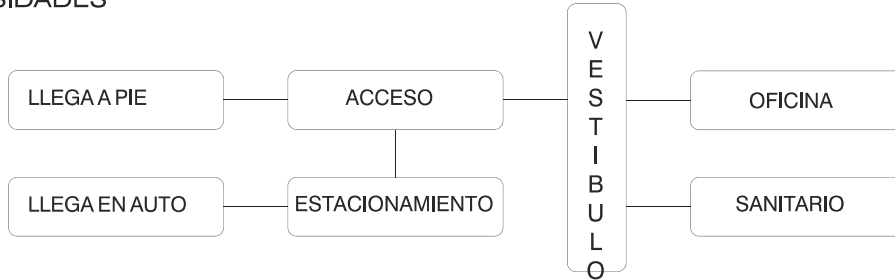 SIDADES
LLEGA A PIE
ACCESO
VESTIBULO
OFICINA
LLEGA EN AUTO
ESTACIONAMIENTO
SANITARIO